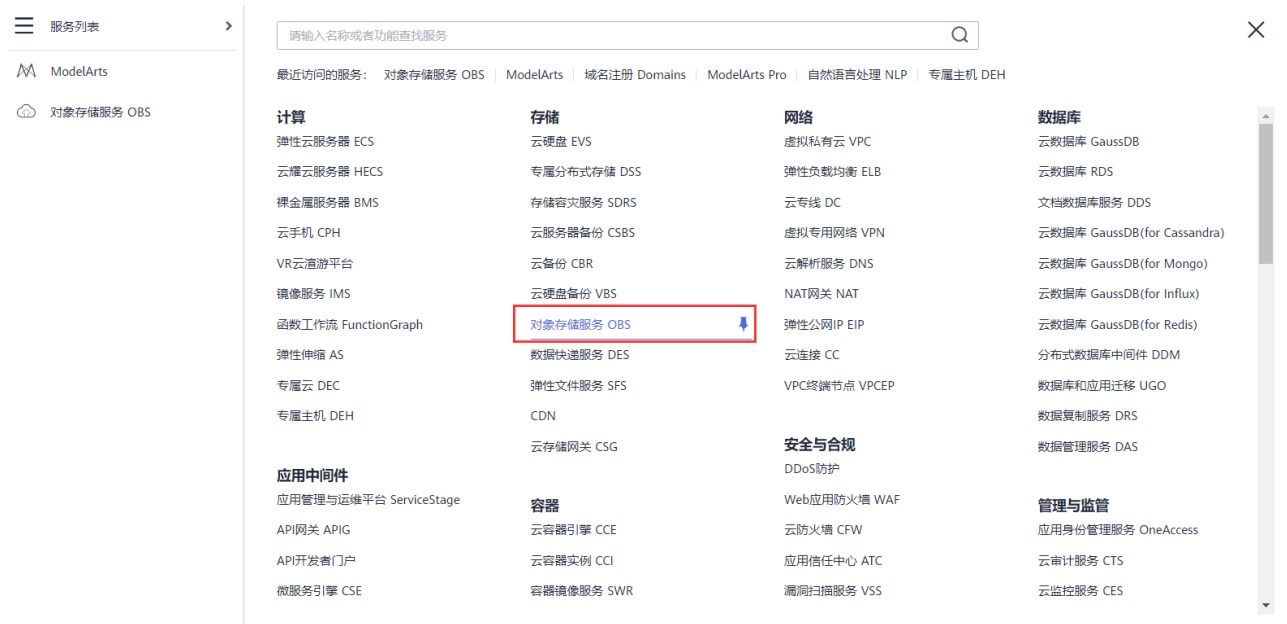 服务列表
ModelArts
对象存储服务 OBS
请输入名称或者功能查找服务
最近访问的服务： 对象存储服务 OBS ModelArts 域名注册 Domains ModelArts Pro 自然语言处理 NLP 专属主机 DEH
计算
弹性云服务器 ECS
云耀云服务器 HECS
裸金属服务器 BMS
云手机 CPH
VR云渲游平台
镜像服务 IMS
函数工作流 FunctionGraph
弹性伸缩 AS
专属云 DEC
专属主机 DEH
应用中间件
应用管理与运维平台 ServiceStage
API网关 APIG
API开发者门户
微服务引擎 CSE
存储
云硬盘 EVS
专属分布式存储 DSS
存储容灾服务 SDRS
云服务器备份 CSBS
云备份 CBR
云硬盘备份 VBS
对象存储服务 OBS
数据快递服务 DES
弹性文件服务 SFS
CDN
云存储网关 CSG
容器
云容器引擎 CCE
云容器实例 CCI
容器镜像服务 SWR
网络
虚拟私有云 VPC
弹性负载均衡 ELB
云专线 DC
虚拟专用网络 VPN
云解析服务 DNS
NAT网关 NAT
弹性公网IP EIP
云连接 CC
VPC终端节点 VPCEP
安全与合规
DDoS防护
Web应用防火墙 WAF
云防火墙 CFW
应用信任中心 ATC
漏洞扫描服务 VSS
数据库
云数据库 GaussDB
云数据库 RDS
文档数据库服务 DDS
云数据库 GaussDB(for Cassandra)
云数据库 GaussDB(for Mongo)
云数据库 GaussDB(for Influx)
云数据库 GaussDB(for Redis)
分布式数据库中间件 DDM
数据库和应用迁移 UGO
数据复制服务 DRS
数据管理服务 DAS
管理与监管
应用身份管理服务 OneAccess
云审计服务 CTS
云监控服务 CES